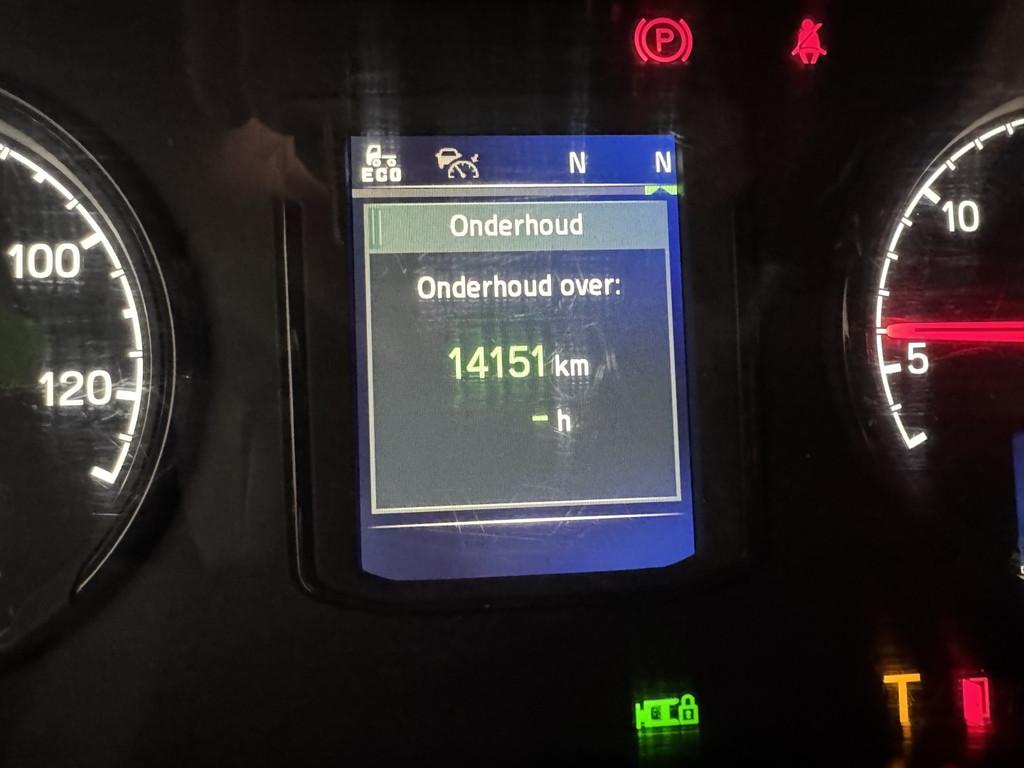 P
ECO N N
Onderhoud
100
10
Onderhoud over:
14151 km
5
120
- h
T